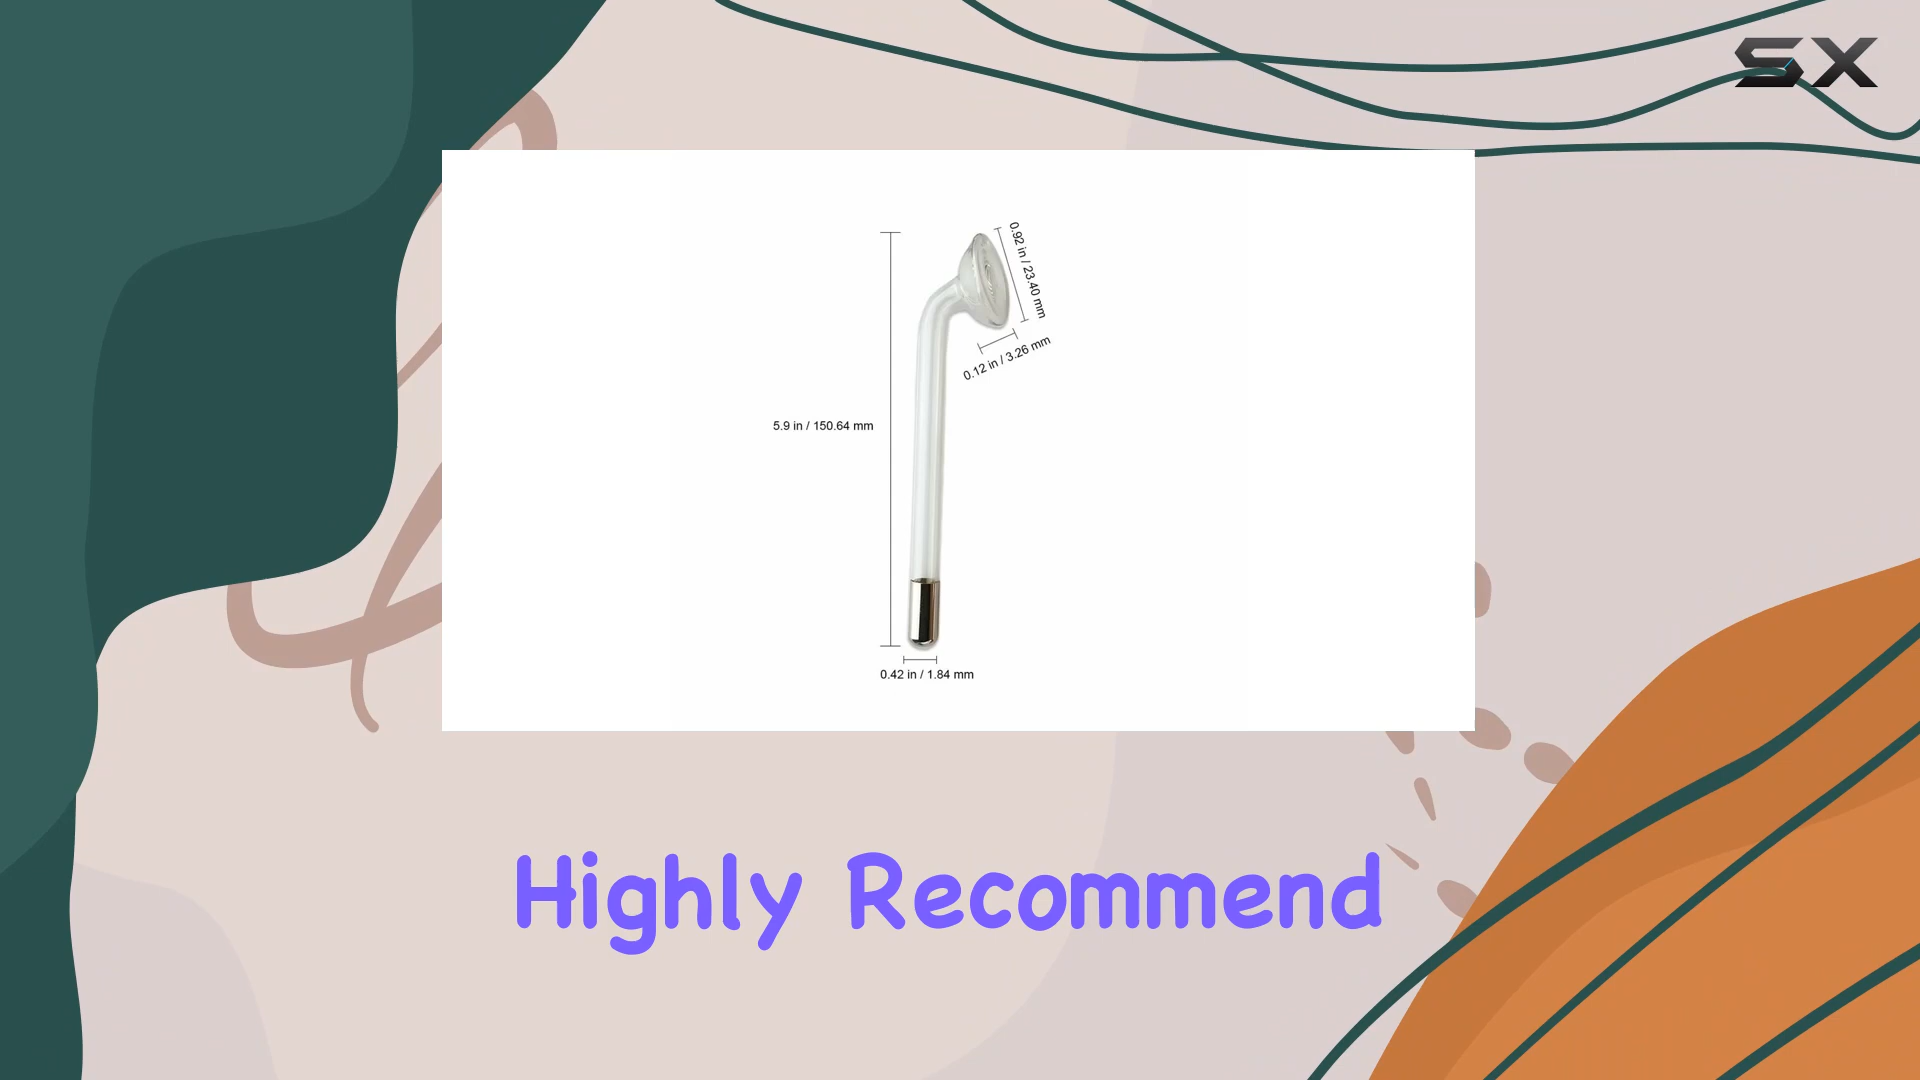 SX
0.92 in / 23.40 mm
0.12 in / 3.26 mm
5.9 in / 150.64 mm
0.42 in / 1.84 mm
Highly Recommend